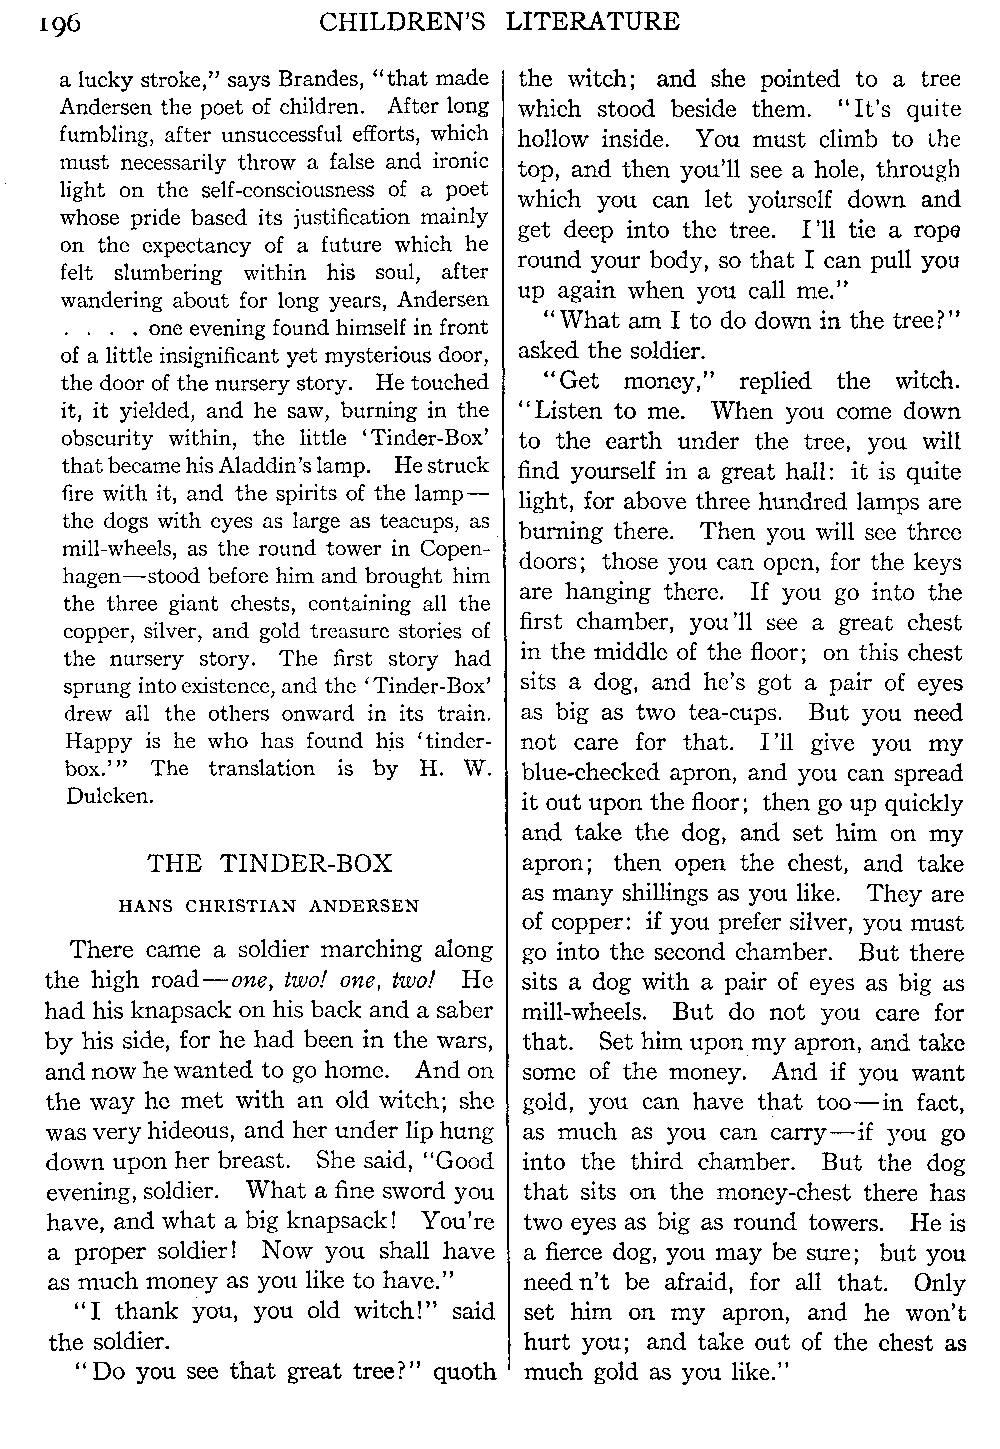 196 CHILDREN'S LITERATURE
a lucky stroke," says Brandes, "that made
Andersen the poet of children. After long
fumbling, after unsuccessful efforts, which
must necessarily throw a false and ironic
light on the self-consciousness of a poet
whose pride based its justification mainly
on the expectancy of a future which he
felt slumbering within his soul, after
wandering about for long years, Andersen
. . . . one evening found himself in front
of a little insignificant yet mysterious door,
the door of the nursery story. He touched
it, it yielded, and he saw, burning in the
obscurity within, the little 'Tinder-Box'
that became his Aladdin's lamp. He struck
fire with it, and the spirits of the lamp—
the dogs with eyes as large as teacups, as
mill-wheels, as the round tower in Copen-
hagen—stood before him and brought him
the three giant chests, containing all the
copper, silver, and gold treasure stories of
the nursery story. The first story had
sprung into existence, and the 'Tinder-Box'
drew all the others onward in its train.
Happy is he who has found his 'tinder-
box.'" The translation is by H. W.
Dulcken.
THE TINDER-BOX
HANS CHRISTIAN ANDERSEN
There came a soldier marching along
the high road—one, two! one, two! He
had his knapsack on his back and a saber
by his side, for he had been in the wars,
and now he wanted to go home. And on
the way he met with an old witch; she
was very hideous, and her under lip hung
down upon her breast. She said, "Good
evening, soldier. What a fine sword you
have, and what a big knapsack! You're
a proper soldier! Now you shall have
as much money as you like to have."
"I thank you, you old witch!" said
the soldier.
"Do you see that great tree?" quoth
the witch; and she pointed to a tree
which stood beside them. "It's quite
hollow inside. You must climb to the
top, and then you'll see a hole, through
which you can let yourself down and
get deep into the tree. I'll tie a rope
round your body, so that I can pull you
up again when you call me."
"What am I to do down in the tree?"
asked the soldier.
"Get money," replied the witch.
"Listen to me. When you come down
to the earth under the tree, you will
find yourself in a great hall: it is quite
light, for above three hundred lamps are
burning there. Then you will see three
doors; those you can open, for the keys
are hanging there. If you go into the
first chamber, you'll see a great chest
in the middle of the floor; on this chest
sits a dog, and he's got a pair of eyes
as big as two tea-cups. But you need
not care for that. I'll give you my
blue-checked apron, and you can spread
it out upon the floor; then go up quickly
and take the dog, and set him on my
apron; then open the chest, and take
as many shillings as you like. They are
of copper: if you prefer silver, you must
go into the second chamber. But there
sits a dog with a pair of eyes as big as
mill-wheels. But do not you care for
that. Set him upon my apron, and take
some of the money. And if you want
gold, you can have that too—in fact,
as much as you can carry—if you go
into the third chamber. But the dog
that sits on the money-chest there has
two eyes as big as round towers. He is
a fierce dog, you may be sure; but you
need n't be afraid, for all that. Only
set him on my apron, and he won't
hurt you; and take out of the chest as
much gold as you like."